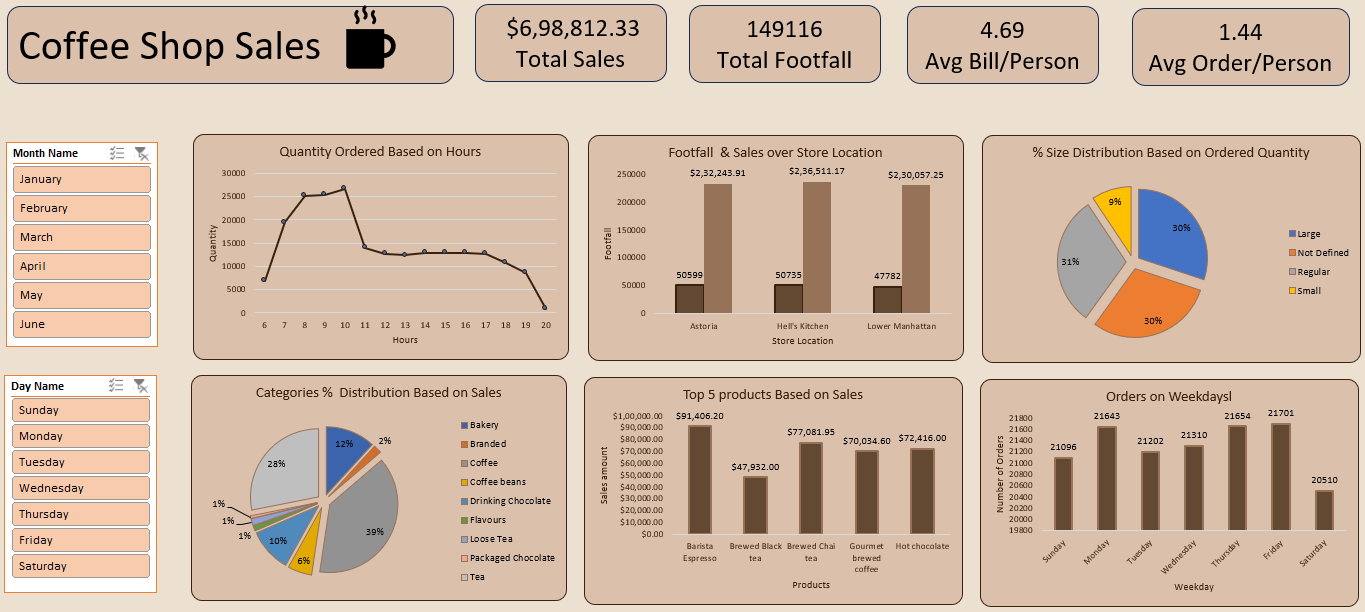 Coffee Shop Sales
$6,98,812.33
Total Sales
149116
Total Footfall
4.69
Avg Bill/Person
1.44
Avg Order/Person
Month Name
January
February
March
April
May
June
Day Name
Sunday
Monday
Tuesday
Wednesday
Thursday
Friday
Saturday
Quantity Ordered Based on Hours
30000
25000
20000
15000
10000
5000
0
Quantity
6 7 8 9 10 11 12 13 14 15 16 17 18 19 20
Hours
Footfall & Sales over Store Location
250000
200000
150000
100000
50000
0
Footfall
$2,32,243.91
$2,36,511.17
$2,30,057.25
50599
50735
47782
Astoria Hell's Kitchen Lower Manhattan
Store Location
% Size Distribution Based on Ordered Quantity
9%
30%
31%
30%
Large
Not Defined
Regular
Small
Categories % Distribution Based on Sales
12%
2%
28%
39%
1%
1%
1%
10%
6%
Bakery
Branded
Coffee
Coffee beans
Drinking Chocolate
Flavours
Loose Tea
Packaged Chocolate
Tea
Top 5 products Based on Sales
$1,00,000.00
$90,000.00
$80,000.00
$70,000.00
$60,000.00
$50,000.00
$40,000.00
$30,000.00
$20,000.00
$10,000.00
$0.00
Sales amount
$91,406.20
$47,932.00
$77,081.95
$70,034.60
$72,416.00
Barista
Espresso
Brewed Black
tea
Brewed Chai
tea
Gourmet
brewed
coffee
Hot chocolate
Products
Orders on Weekdaysl
21800
21600
21400
21200
21000
20800
20600
20400
20200
20000
19800
Number of Orders
21096
21643
21202
21310
21654
21701
20510
Sunday
Monday
Tuesday
Wednesday
Thursday
Friday
Saturday
Weekday